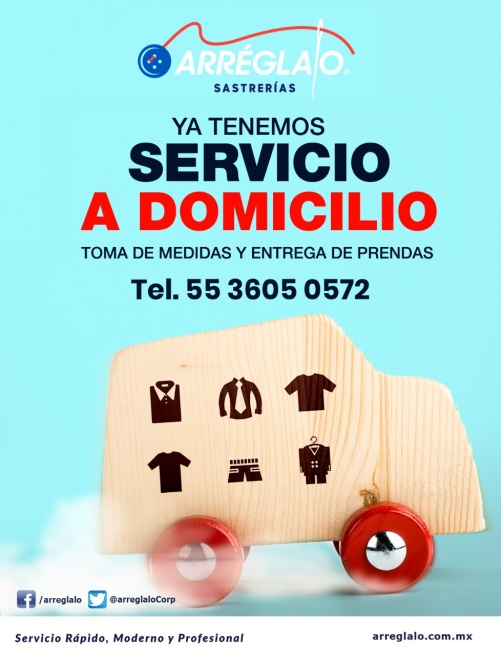 ARRÉGLALO®
SASTRERÍAS
YA TENEMOS
SERVICIO
A DOMICILIO
TOMA DE MEDIDAS Y ENTREGA DE PRENDAS
Tel. 55 3605 0572
/arreglalo @arreglaloCorp
Servicio Rápido, Moderno y Profesional arreglalo.com.mx